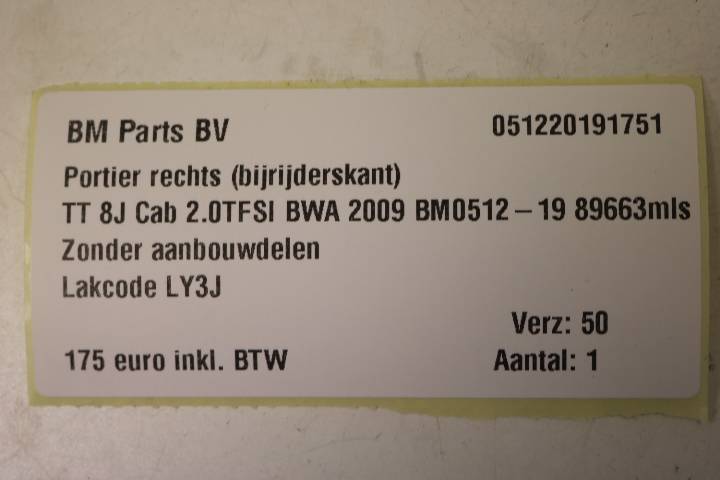 BM Parts BV 051220191751
Portier rechts (bijrijderskant)
TT 8J Cab 2.0TFSI BWA 2009 BM0512 – 19 89663mls
Zonder aanbouwdelen
Lakcode LY3J
Verz: 50
175 euro inkl. BTW Aantal: 1